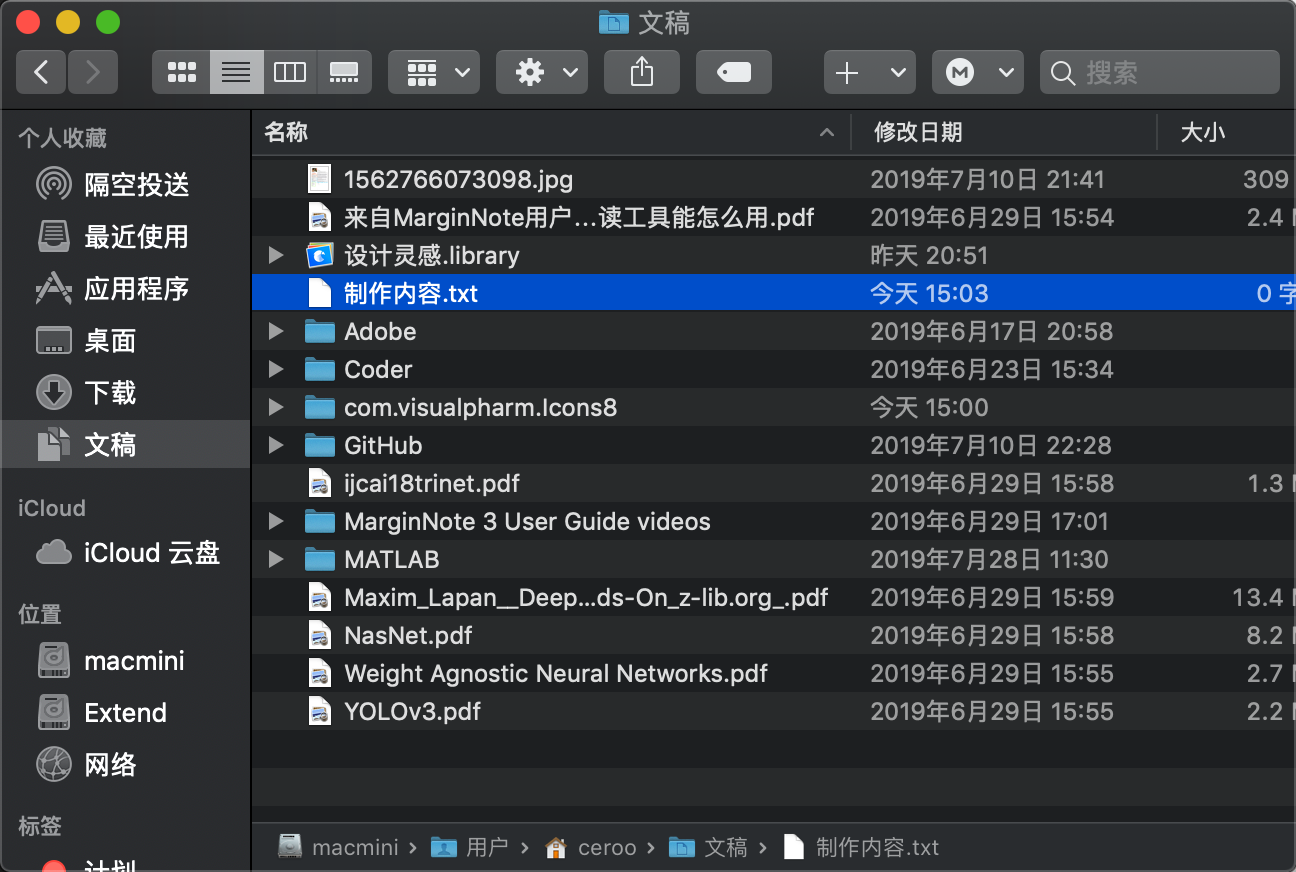 文稿
搜索
个人收藏
隔空投送
最近使用
应用程序
桌面
下载
文稿
iCloud
iCloud 云盘
位置
macmini
Extend
网络
标签
计划
名称 修改日期 大小
1562766073098.jpg 2019年7月10日 21:41 309
来自MarginNote用户…读工具能怎么用.pdf 2019年6月29日 15:54 2.4 M
设计灵感.library 昨天 20:51
制作内容.txt 今天 15:03 0 字
Adobe 2019年6月17日 20:58
Coder 2019年6月23日 15:34
com.visualpharm.Icons8 今天 15:00
GitHub 2019年7月10日 22:28
ijcai18trinet.pdf 2019年6月29日 15:58 1.3 M
MarginNote 3 User Guide videos 2019年6月29日 17:01
MATLAB 2019年7月28日 11:30
Maxim_Lapan__Deep...ds-On_z-lib.org_.pdf 2019年6月29日 15:59 13.4 M
NasNet.pdf 2019年6月29日 15:58 8.2 M
Weight Agnostic Neural Networks.pdf 2019年6月29日 15:55 2.7 M
YOLOv3.pdf 2019年6月29日 15:55 2.2 M
macmini › 用户 › ceroo › 文稿 › 制作内容.txt